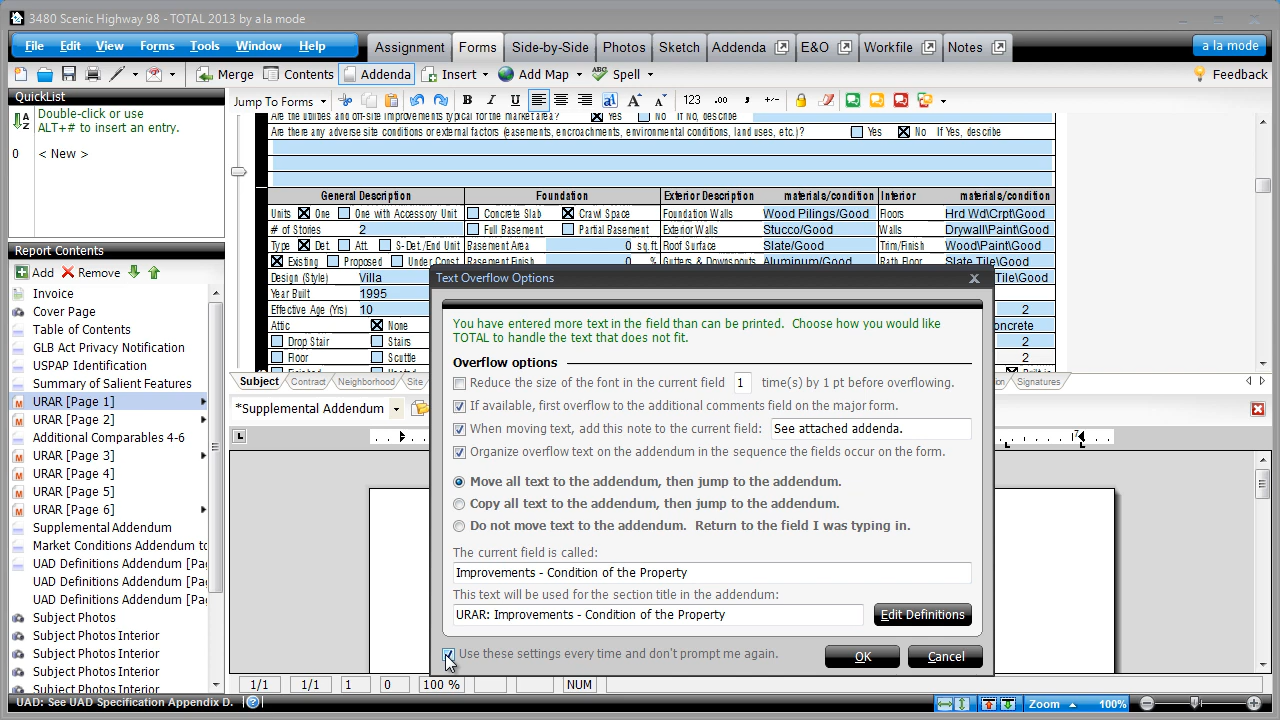 3480 Scenic Highway 98 - TOTAL 2013 by a la mode
File Edit View Forms Tools Window Help
Assignment Forms Side-by-Side Photos Sketch Addenda E&O Workfile Notes
a la mode
Merge Contents Addenda Insert Add Map Spell
Feedback
QuickList
Double-click or use
ALT+# to insert an entry.
0 < New >
Jump To Forms B I U A A A 123 .00
Are the utilities and off-site improvements typical for the market area? Yes No If No, describe
Are there any adverse site conditions or external factors (easements, encroachments, environmental conditions, land uses, etc.)? Yes No If Yes, describe
General Description Foundation Exterior Description materials/condition Interior materials/condition
Units One One with Accessory Unit Concrete Slab Crawl Space Foundation Walls Wood Pilings/Good Floors Hrd Wd\Crpt\Good
# of Stories 2 Full Basement Partial Basement Exterior Walls Stucco/Good Walls Drywall\Paint\Good
Type Det. Att. S-Det./End Unit Basement Area 0 sq.ft. Roof Surface Slate/Good Trim/Finish Wood\Paint\Good
Existing Proposed Under Const. Basement Finish 0 % Gutters & Downspouts Aluminum/Good Bath Floor Slate Tile\Good
Design (Style) Villa Tile\Good
Year Built 1995
Effective Age (Yrs) 10 2
Attic None oncrete
Drop Stair Stairs 2
Floor Scuttle 2
Subject Contract Neighborhood Site Signatures
Report Contents
Add Remove
Invoice
Cover Page
Table of Contents
GLB Act Privacy Notification
USPAP Identification
Summary of Salient Features
URAR [Page 1]
URAR [Page 2]
Additional Comparables 4-6
URAR [Page 3]
URAR [Page 4]
URAR [Page 5]
URAR [Page 6]
Supplemental Addendum
Market Conditions Addendum to
UAD Definitions Addendum [Pag
UAD Definitions Addendum [Pag
UAD Definitions Addendum [Pag
Subject Photos
Subject Photos Interior
Subject Photos Interior
Subject Photos Interior
Subject Photos Interior
*Supplemental Addendum
7
Text Overflow Options
You have entered more text in the field than can be printed. Choose how you would like
TOTAL to handle the text that does not fit.
Overflow options
Reduce the size of the font in the current field 1 time(s) by 1 pt before overflowing.
If available, first overflow to the additional comments field on the major form.
When moving text, add this note to the current field: See attached addenda.
Organize overflow text on the addendum in the sequence the fields occur on the form.
Move all text to the addendum, then jump to the addendum.
Copy all text to the addendum, then jump to the addendum.
Do not move text to the addendum. Return to the field I was typing in.
The current field is called:
Improvements - Condition of the Property
This text will be used for the section title in the addendum:
URAR: Improvements - Condition of the Property
Edit Definitions
Use these settings every time and don't prompt me again.
OK Cancel
1/1 1/1 1 0 100 % NUM
UAD: See UAD Specification Appendix D.
Zoom 100%